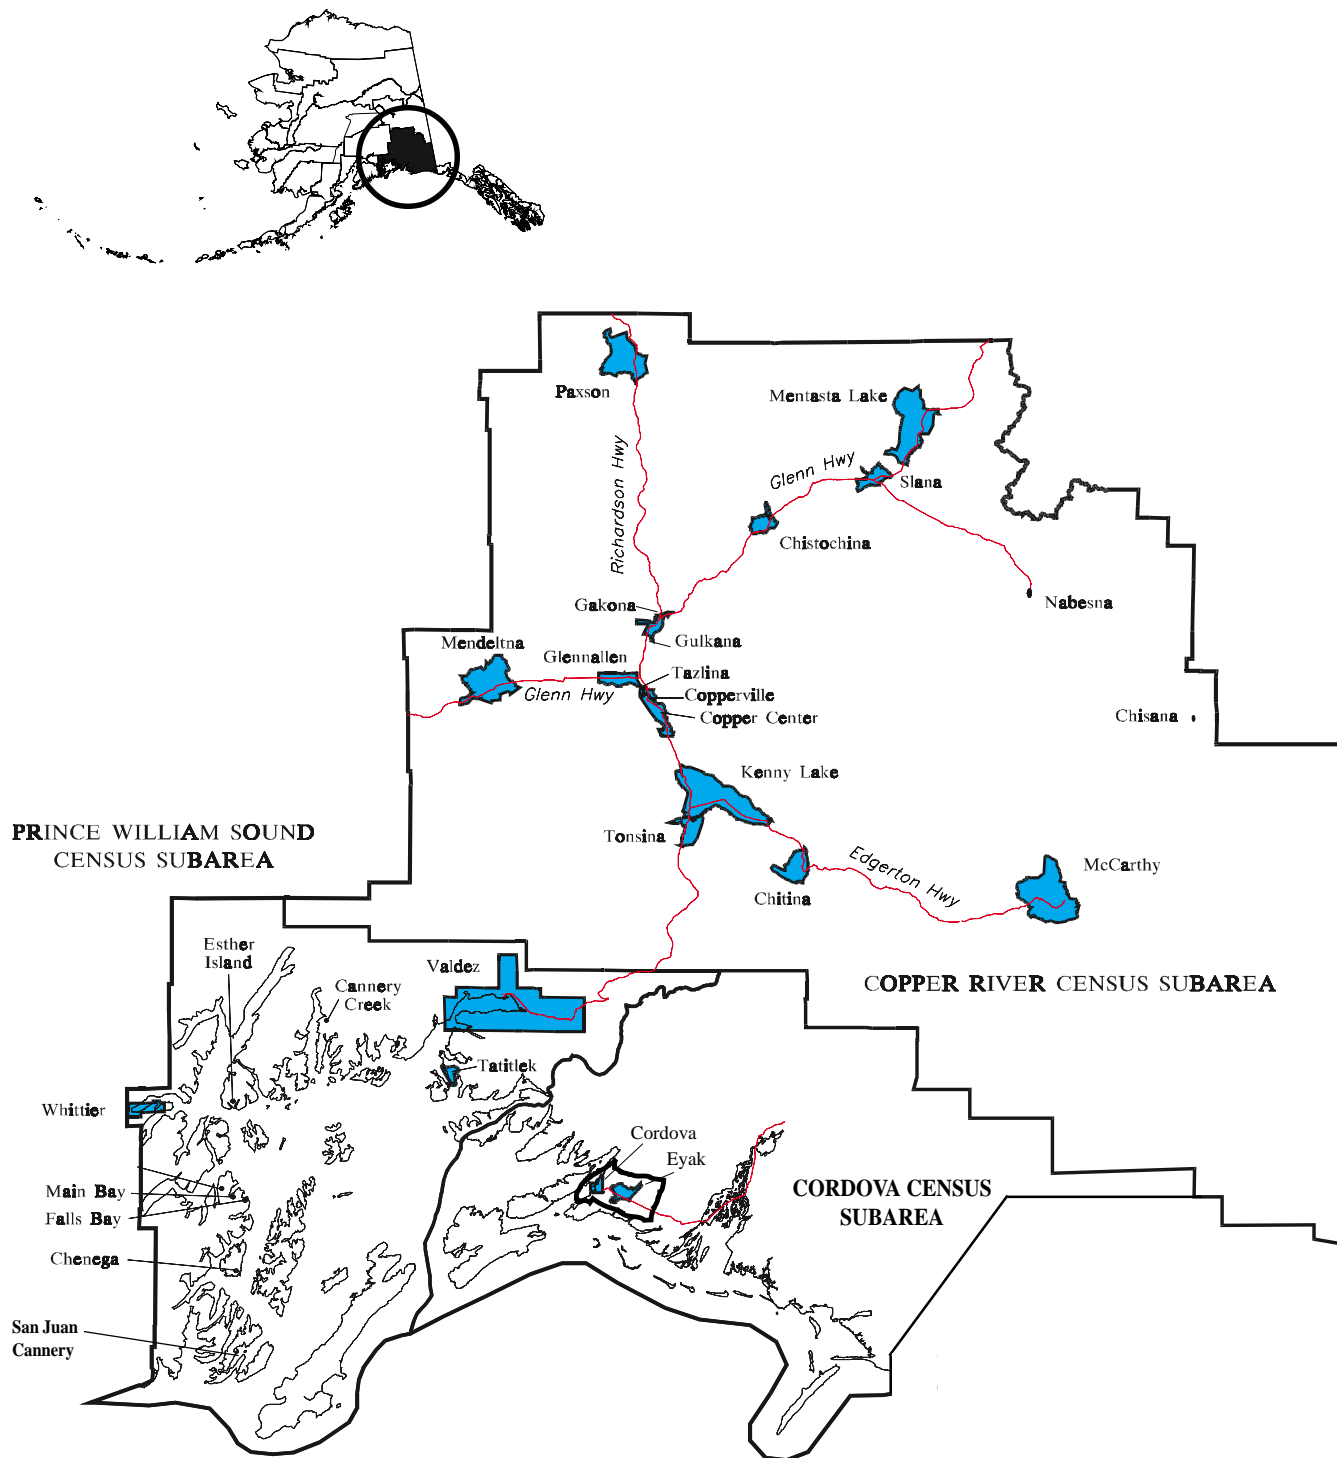 Paxson
Mentasta Lake
Richardson Hwy
Glenn Hwy
Slana
Chistochina
Nabesna
Gakona
Gulkana
Mendeltna
Glennallen
Tazlina
Glenn Hwy
Copperville
Copper Center
Chisana
Kenny Lake
PRINCE WILLIAM SOUND
CENSUS SUBAREA
Tonsina
Edgerton Hwy
McCarthy
Chitina
Esther
Island
Valdez
Cannery
Creek
COPPER RIVER CENSUS SUBAREA
Tatitlek
Whittier
Cordova
Eyak
Main Bay
Falls Bay
CORDOVA CENSUS
SUBAREA
Chenega
San Juan
Cannery